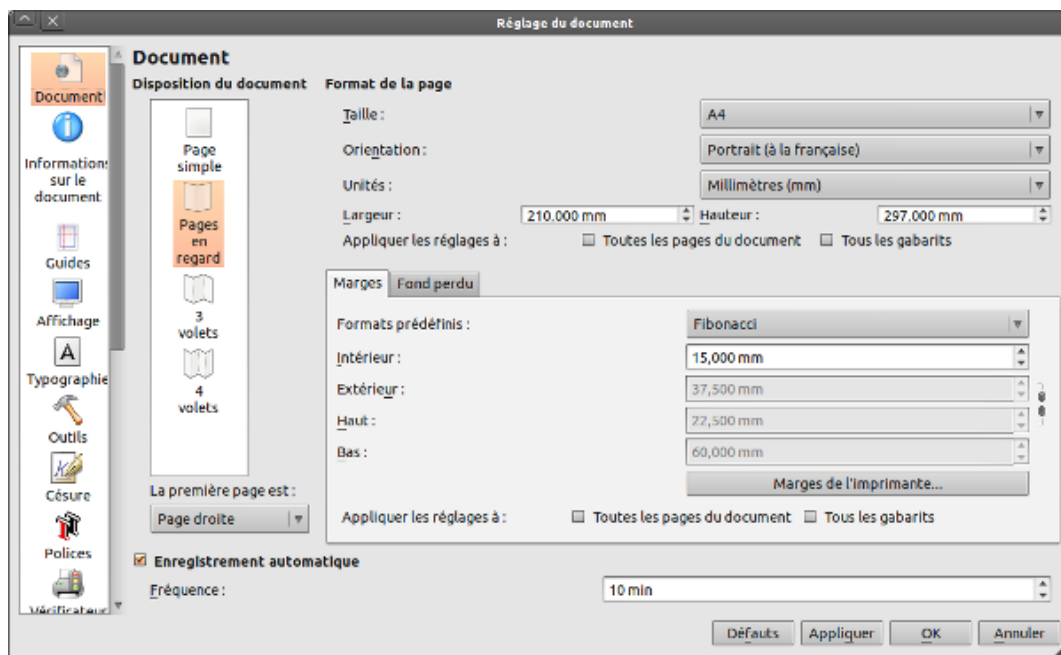 Réglage du document
Document
Informations
sur le
document
Guides
Affichage
Typographie
Outils
Césure
Polices
Vérificateur
Document
Disposition du document
Page
simple
Pages
en
regard
3
volets
4
volets
La première page est :
Page droite
Format de la page
Taille : A4
Orientation : Portrait (à la française)
Unités : Millimètres (mm)
Largeur : 210.000 mm Hauteur : 297.000 mm
Appliquer les réglages à : Toutes les pages du document Tous les gabarits
Marges Fond perdu
Formats prédéfinis : Fibonacci
Intérieur : 15,000 mm
Extérieur : 37,500 mm
Haut : 22,500 mm
Bas : 60,000 mm
Marges de l'imprimante...
Appliquer les réglages à : Toutes les pages du document Tous les gabarits
Enregistrement automatique
Fréquence : 10 min
Défauts Appliquer OK Annuler